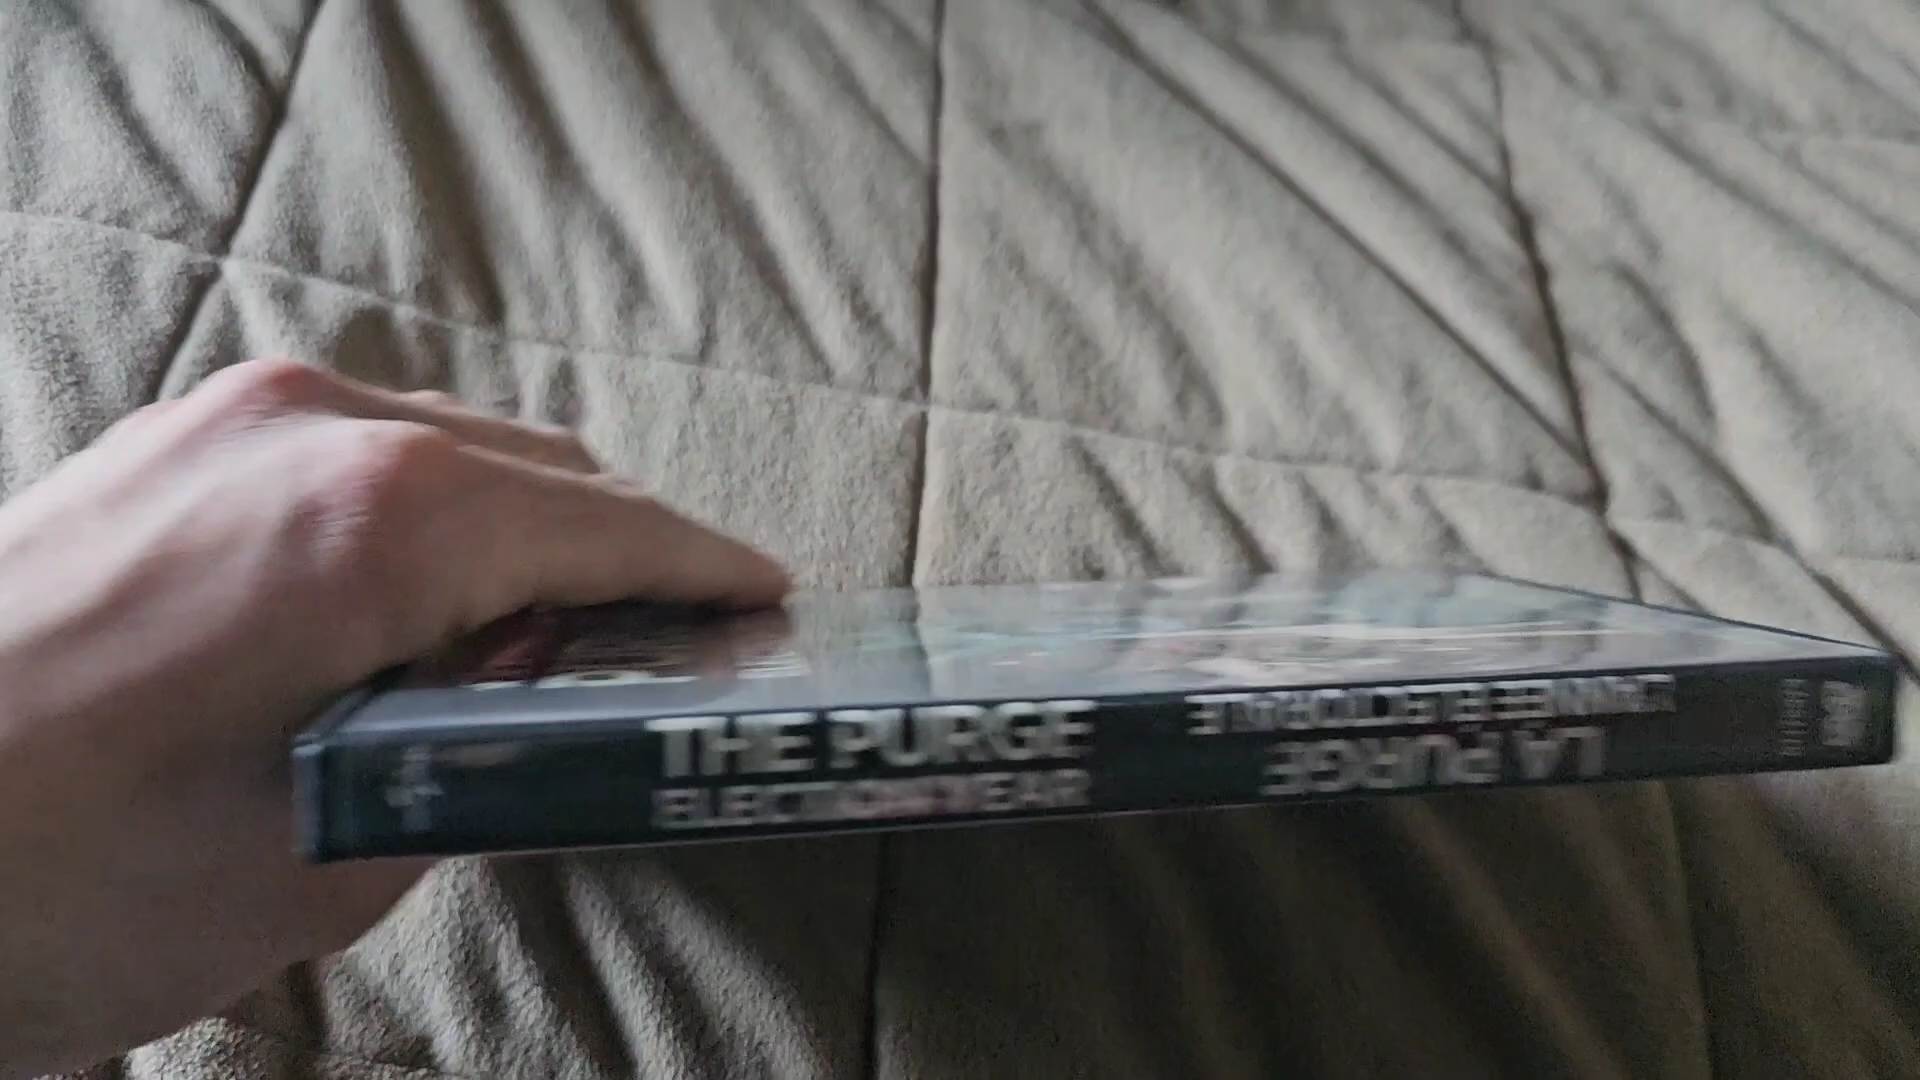 THE PURGE
ELECTION YEAR
LA PURGE
L'ANNÉE ÉLECTORALE